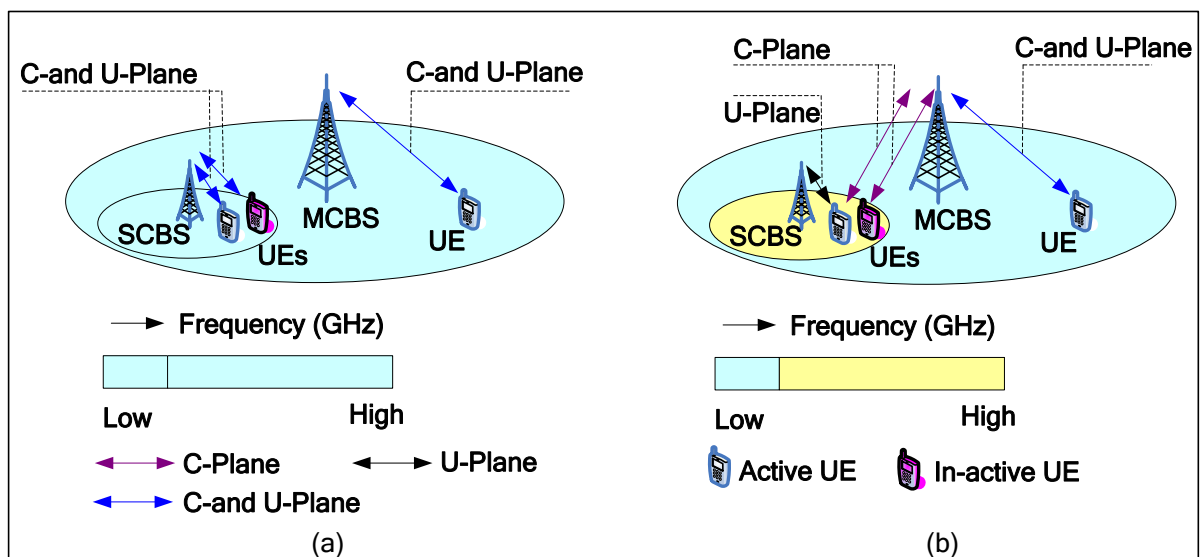 C-and U-Plane
C-and U-Plane
SCBS
UEs
MCBS
UE
Frequency (GHz)
Low
High
C-Plane
U-Plane
C-and U-Plane
(a)
C-Plane
C-and U-Plane
U-Plane
SCBS
UEs
MCBS
UE
Frequency (GHz)
Low
High
Active UE
In-active UE
(b)